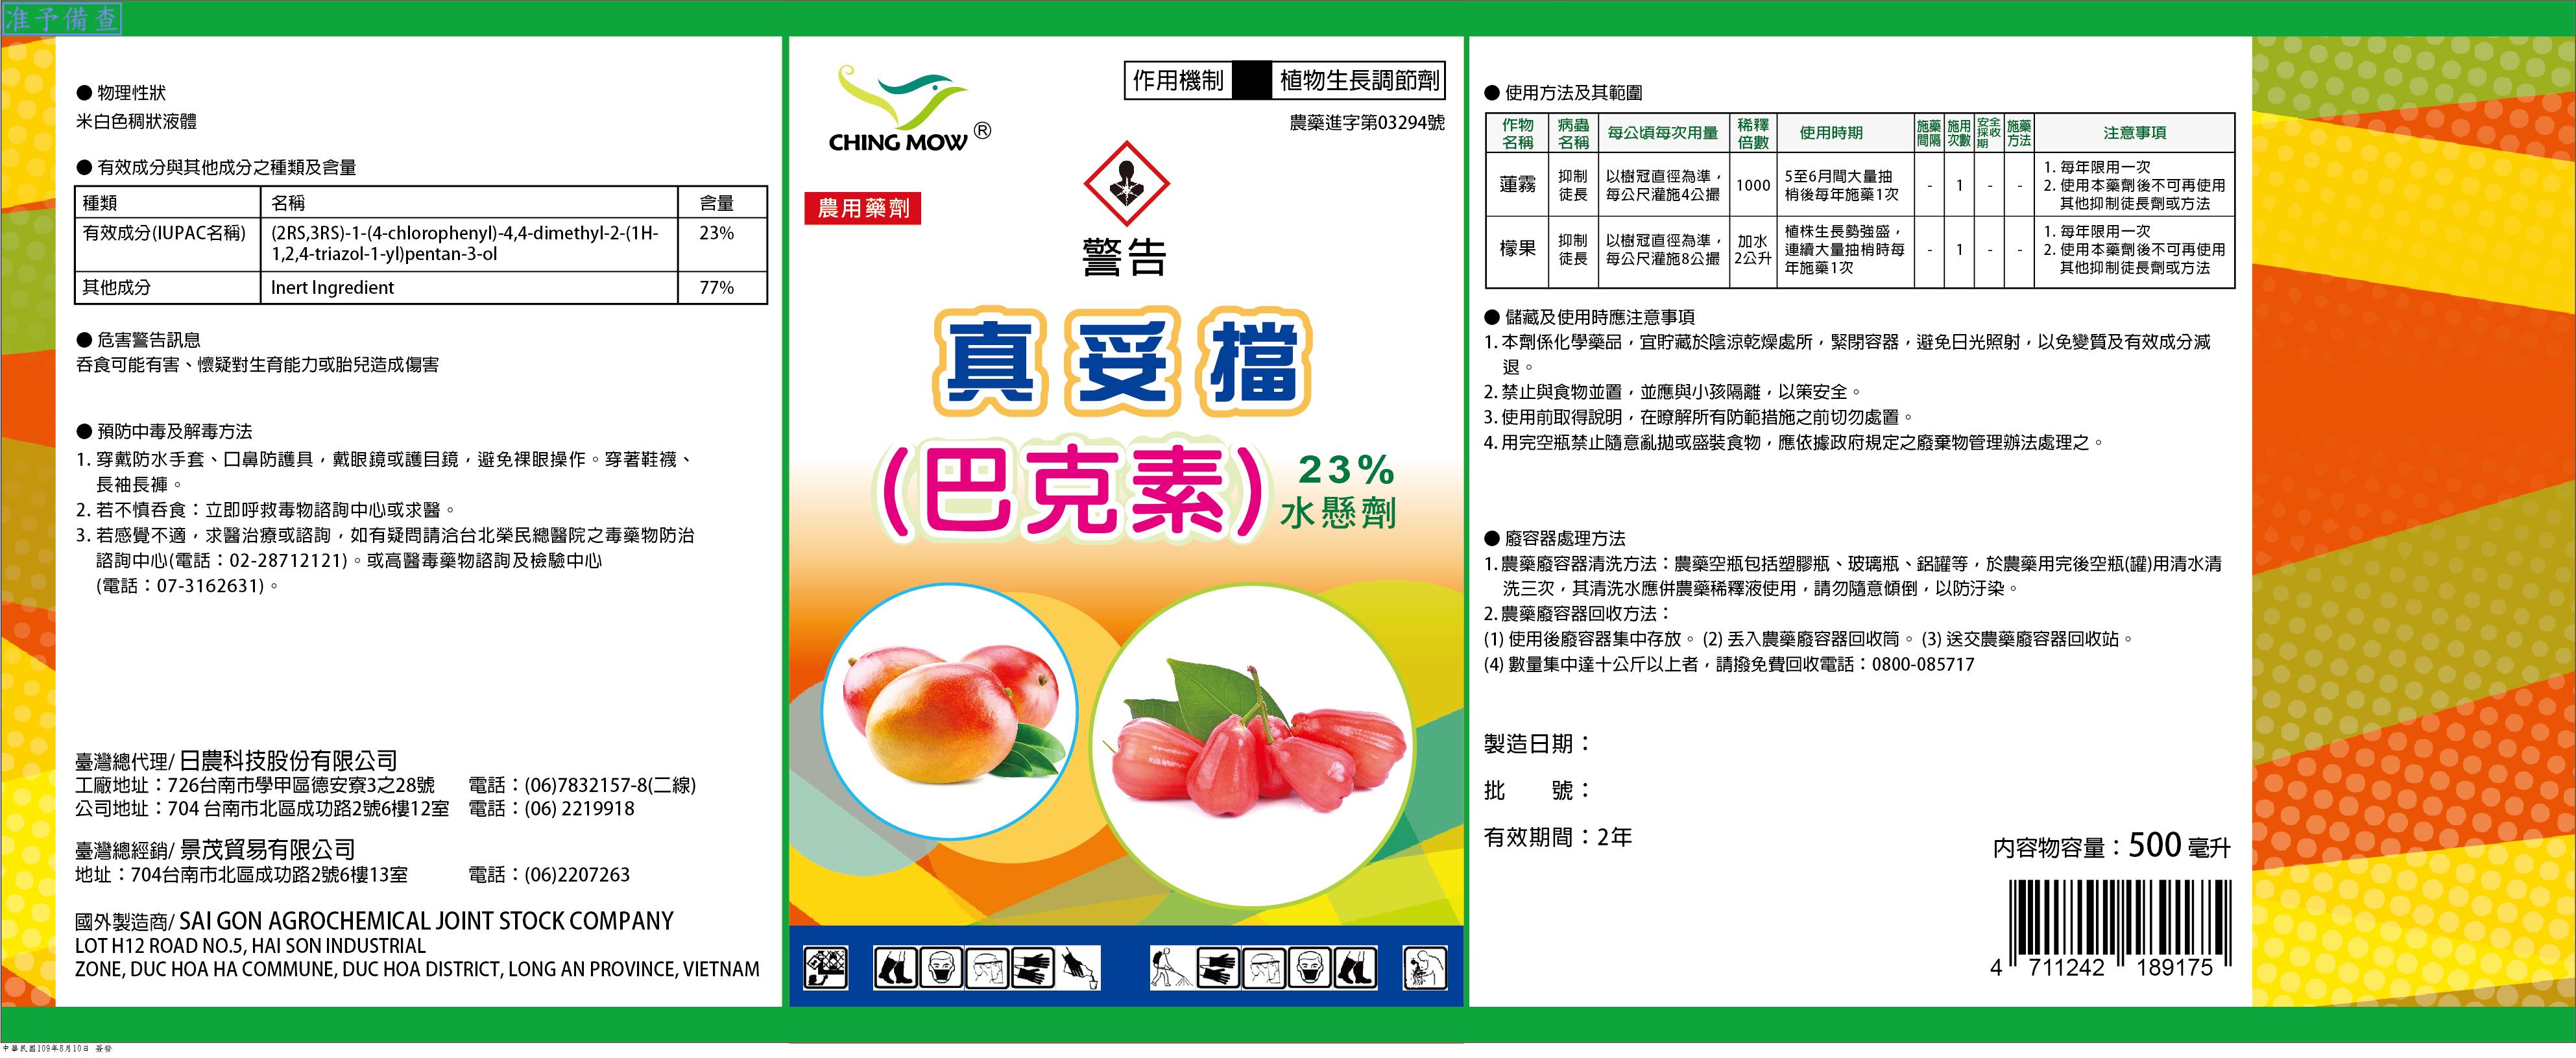 准予備查
● 物理性狀
米白色稠狀液體
● 有效成分與其他成分之種類及含量
種類 名稱 含量
有效成分(IUPAC名稱) (2RS,3RS)-1-(4-chlorophenyl)-4,4-dimethyl-2-(1H-1,2,4-triazol-1-yl)pentan-3-ol 23%
其他成分 Inert Ingredient 77%
● 危害警告訊息
吞食可能有害、懷疑對生育能力或胎兒造成傷害
● 預防中毒及解毒方法
1. 穿戴防水手套、口鼻防護具，戴眼鏡或護目鏡，避免裸眼操作。穿著鞋襪、
長袖長褲。
2. 若不慎吞食：立即呼救毒物諮詢中心或求醫。
3. 若感覺不適，求醫治療或諮詢，如有疑問請洽台北榮民總醫院之毒藥物防治
諮詢中心(電話：02-28712121)。或高醫毒藥物諮詢及檢驗中心
(電話：07-3162631)。
臺灣總代理/ 日農科技股份有限公司
工廠地址：726台南市學甲區德安寮3之28號 電話：(06)7832157-8(二線)
公司地址：704 台南市北區成功路2號6樓12室 電話：(06) 2219918
臺灣總經銷/ 景茂貿易有限公司
地址：704台南市北區成功路2號6樓13室 電話：(06)2207263
國外製造商/ SAI GON AGROCHEMICAL JOINT STOCK COMPANY
LOT H12 ROAD NO.5, HAI SON INDUSTRIAL
ZONE, DUC HOA HA COMMUNE, DUC HOA DISTRICT, LONG AN PROVINCE, VIETNAM
CHING MOW ®
作用機制 植物生長調節劑
農藥進字第03294號
農用藥劑
警告
真妥擋
(巴克素) 23%
水懸劑
● 使用方法及其範圍
作物名稱 病蟲名稱 每公頃每次用量 稀釋倍數 使用時期 施藥間隔 施用次數 安全採收期 施藥方法 注意事項
蓮霧 抑制徒長 以樹冠直徑為準，每公尺灌施4公撮 1000 5至6月間大量抽梢後每年施藥1次 - 1 - - 1. 每年限用一次 2. 使用本藥劑後不可再使用其他抑制徒長劑或方法
檬果 抑制徒長 以樹冠直徑為準，每公尺灌施8公撮 加水2公升 植株生長勢強盛，連續大量抽梢時每年施藥1次 - 1 - - 1. 每年限用一次 2. 使用本藥劑後不可再使用其他抑制徒長劑或方法
● 儲藏及使用時應注意事項
1. 本劑係化學藥品，宜貯藏於陰涼乾燥處所，緊閉容器，避免日光照射，以免變質及有效成分減
退。
2. 禁止與食物並置，並應與小孩隔離，以策安全。
3. 使用前取得說明，在瞭解所有防範措施之前切勿處置。
4. 用完空瓶禁止隨意亂拋或盛裝食物，應依據政府規定之廢棄物管理辦法處理之。
● 廢容器處理方法
1. 農藥廢容器清洗方法：農藥空瓶包括塑膠瓶、玻璃瓶、鋁罐等，於農藥用完後空瓶(罐)用清水清
洗三次，其清洗水應併農藥稀釋液使用，請勿隨意傾倒，以防汙染。
2. 農藥廢容器回收方法：
(1) 使用後廢容器集中存放。 (2) 丟入農藥廢容器回收筒。 (3) 送交農藥廢容器回收站。
(4) 數量集中達十公斤以上者，請撥免費回收電話：0800-085717
製造日期：
批　　號：
有效期間：2年
內容物容量：500 毫升
4 711242 189175
中華民國109年8月10日 簽發